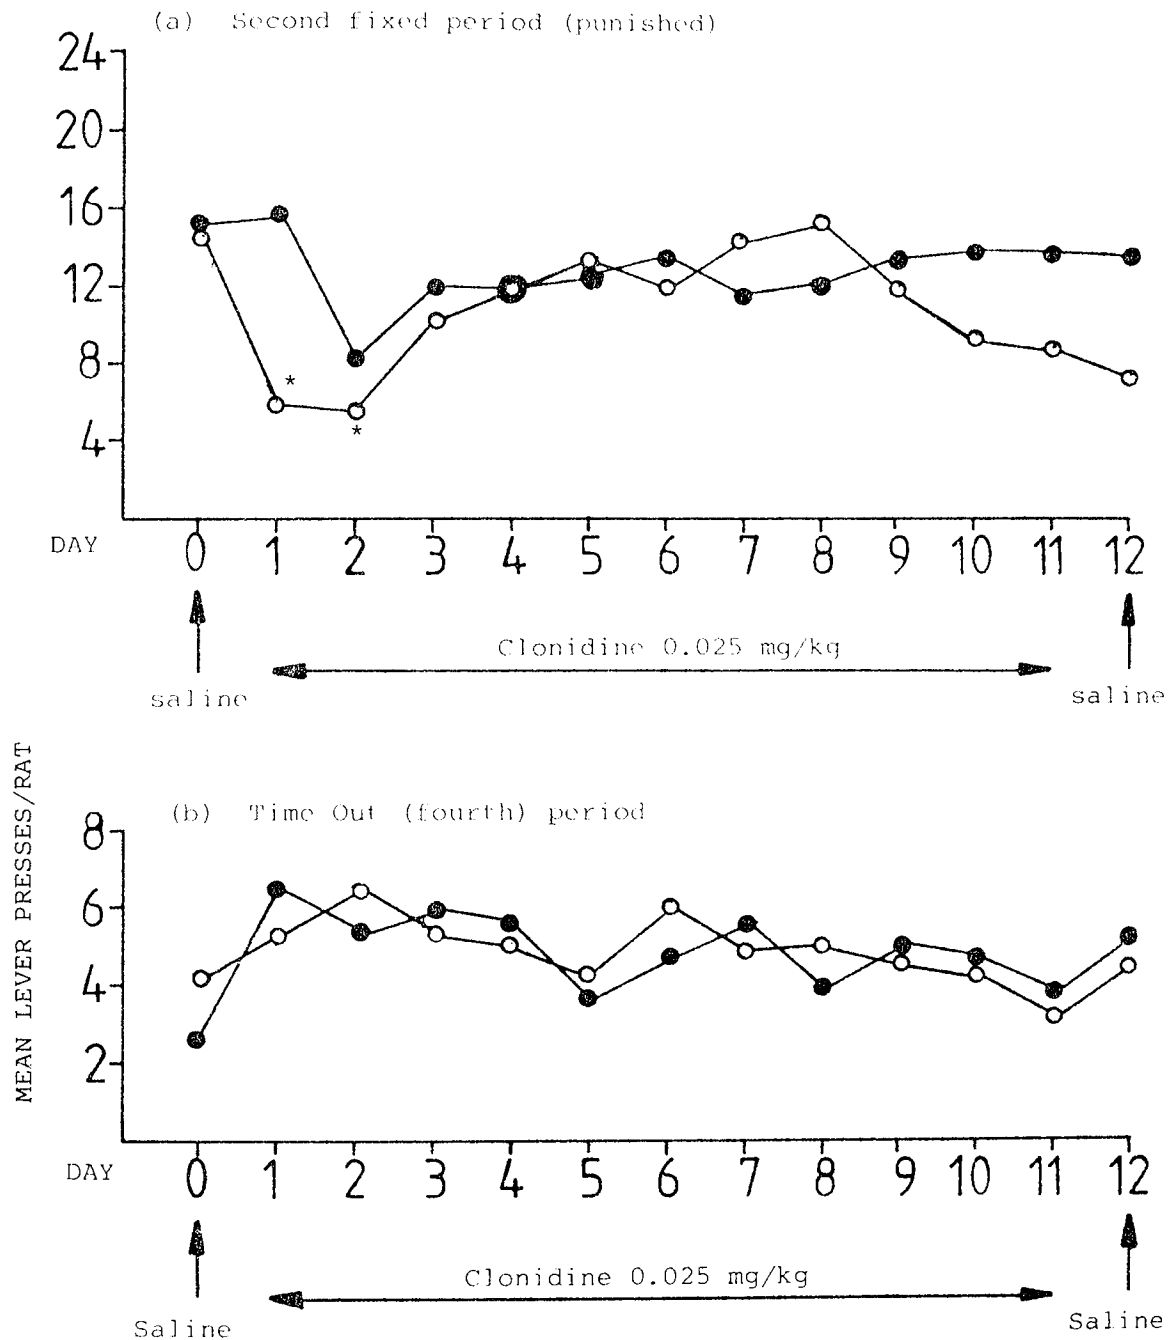 (a) Second fixed period (punished)
24
20
16
12
8
4
*
*
DAY 0 1 2 3 4 5 6 7 8 9 10 11 12
Clonidine 0.025 mg/kg
saline
saline
MEAN LEVER PRESSES/RAT
(b) Time Out (fourth) period
8
6
4
2
DAY 0 1 2 3 4 5 6 7 8 9 10 11 12
Clonidine 0.025 mg/kg
Saline
Saline